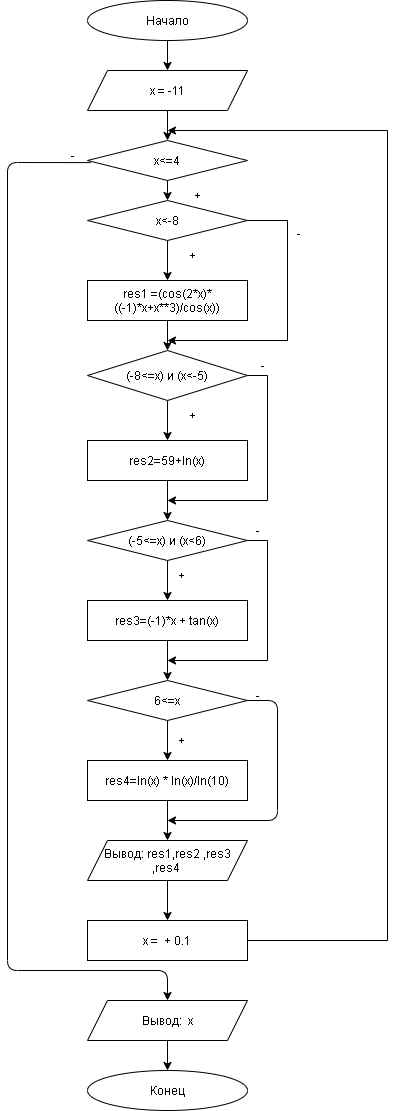 Начало
x = -11
x<=4
-
+
x<-8
-
+
res1 =(cos(2*x)*
((-1)*x+x**3)/cos(x))
(-8<=x) и (x<-5)
-
+
res2=59+ln(x)
(-5<=x) и (x<6)
-
+
res3=(-1)*x + tan(x)
6<=x
-
+
res4=ln(x) * ln(x)/ln(10)
Вывод: res1,res2 ,res3
,res4
x = + 0.1
Вывод: x
Конец